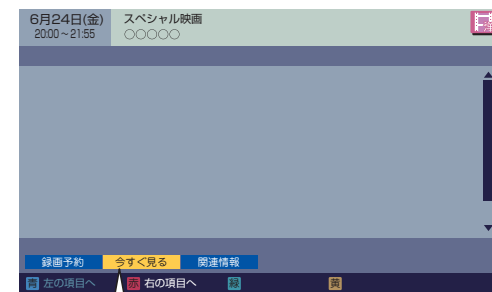 6月24日(金)
20:00～21:55
スペシャル映画
○○○○○
録画予約 今すぐ見る 関連情報
青 左の項目へ 赤 右の項目へ 緑 黄